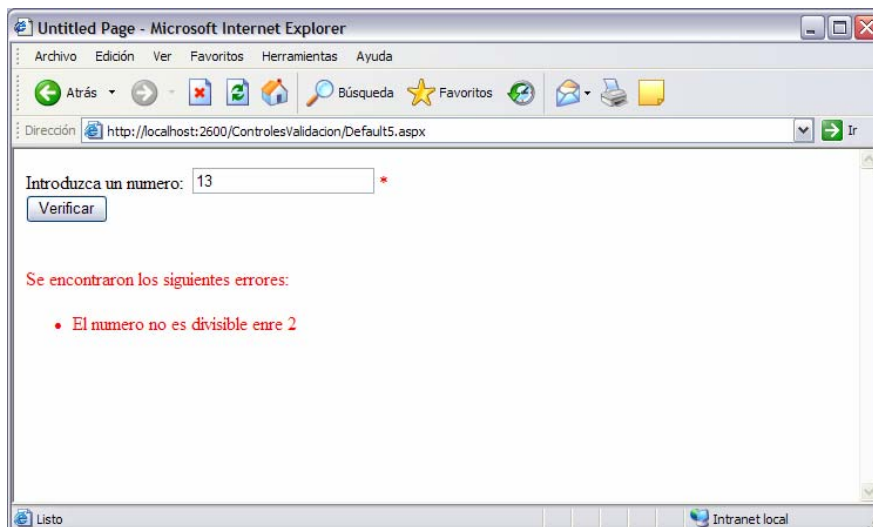 Untitled Page - Microsoft Internet Explorer
Archivo Edición Ver Favoritos Herramientas Ayuda
Atrás Búsqueda Favoritos
Dirección http://localhost:2600/ControlesValidacion/Default5.aspx Ir
Introduzca un numero: 13 *
Verificar
Se encontraron los siguientes errores:
• El numero no es divisible enre 2
Listo Intranet local